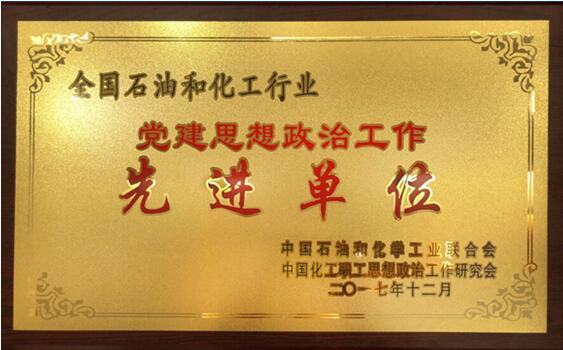 全国石油和化工行业
党建思想政治工作
先进单位
中国石油和化学工业联合会
中国化工职工思想政治工作研究会
二〇一七年十二月